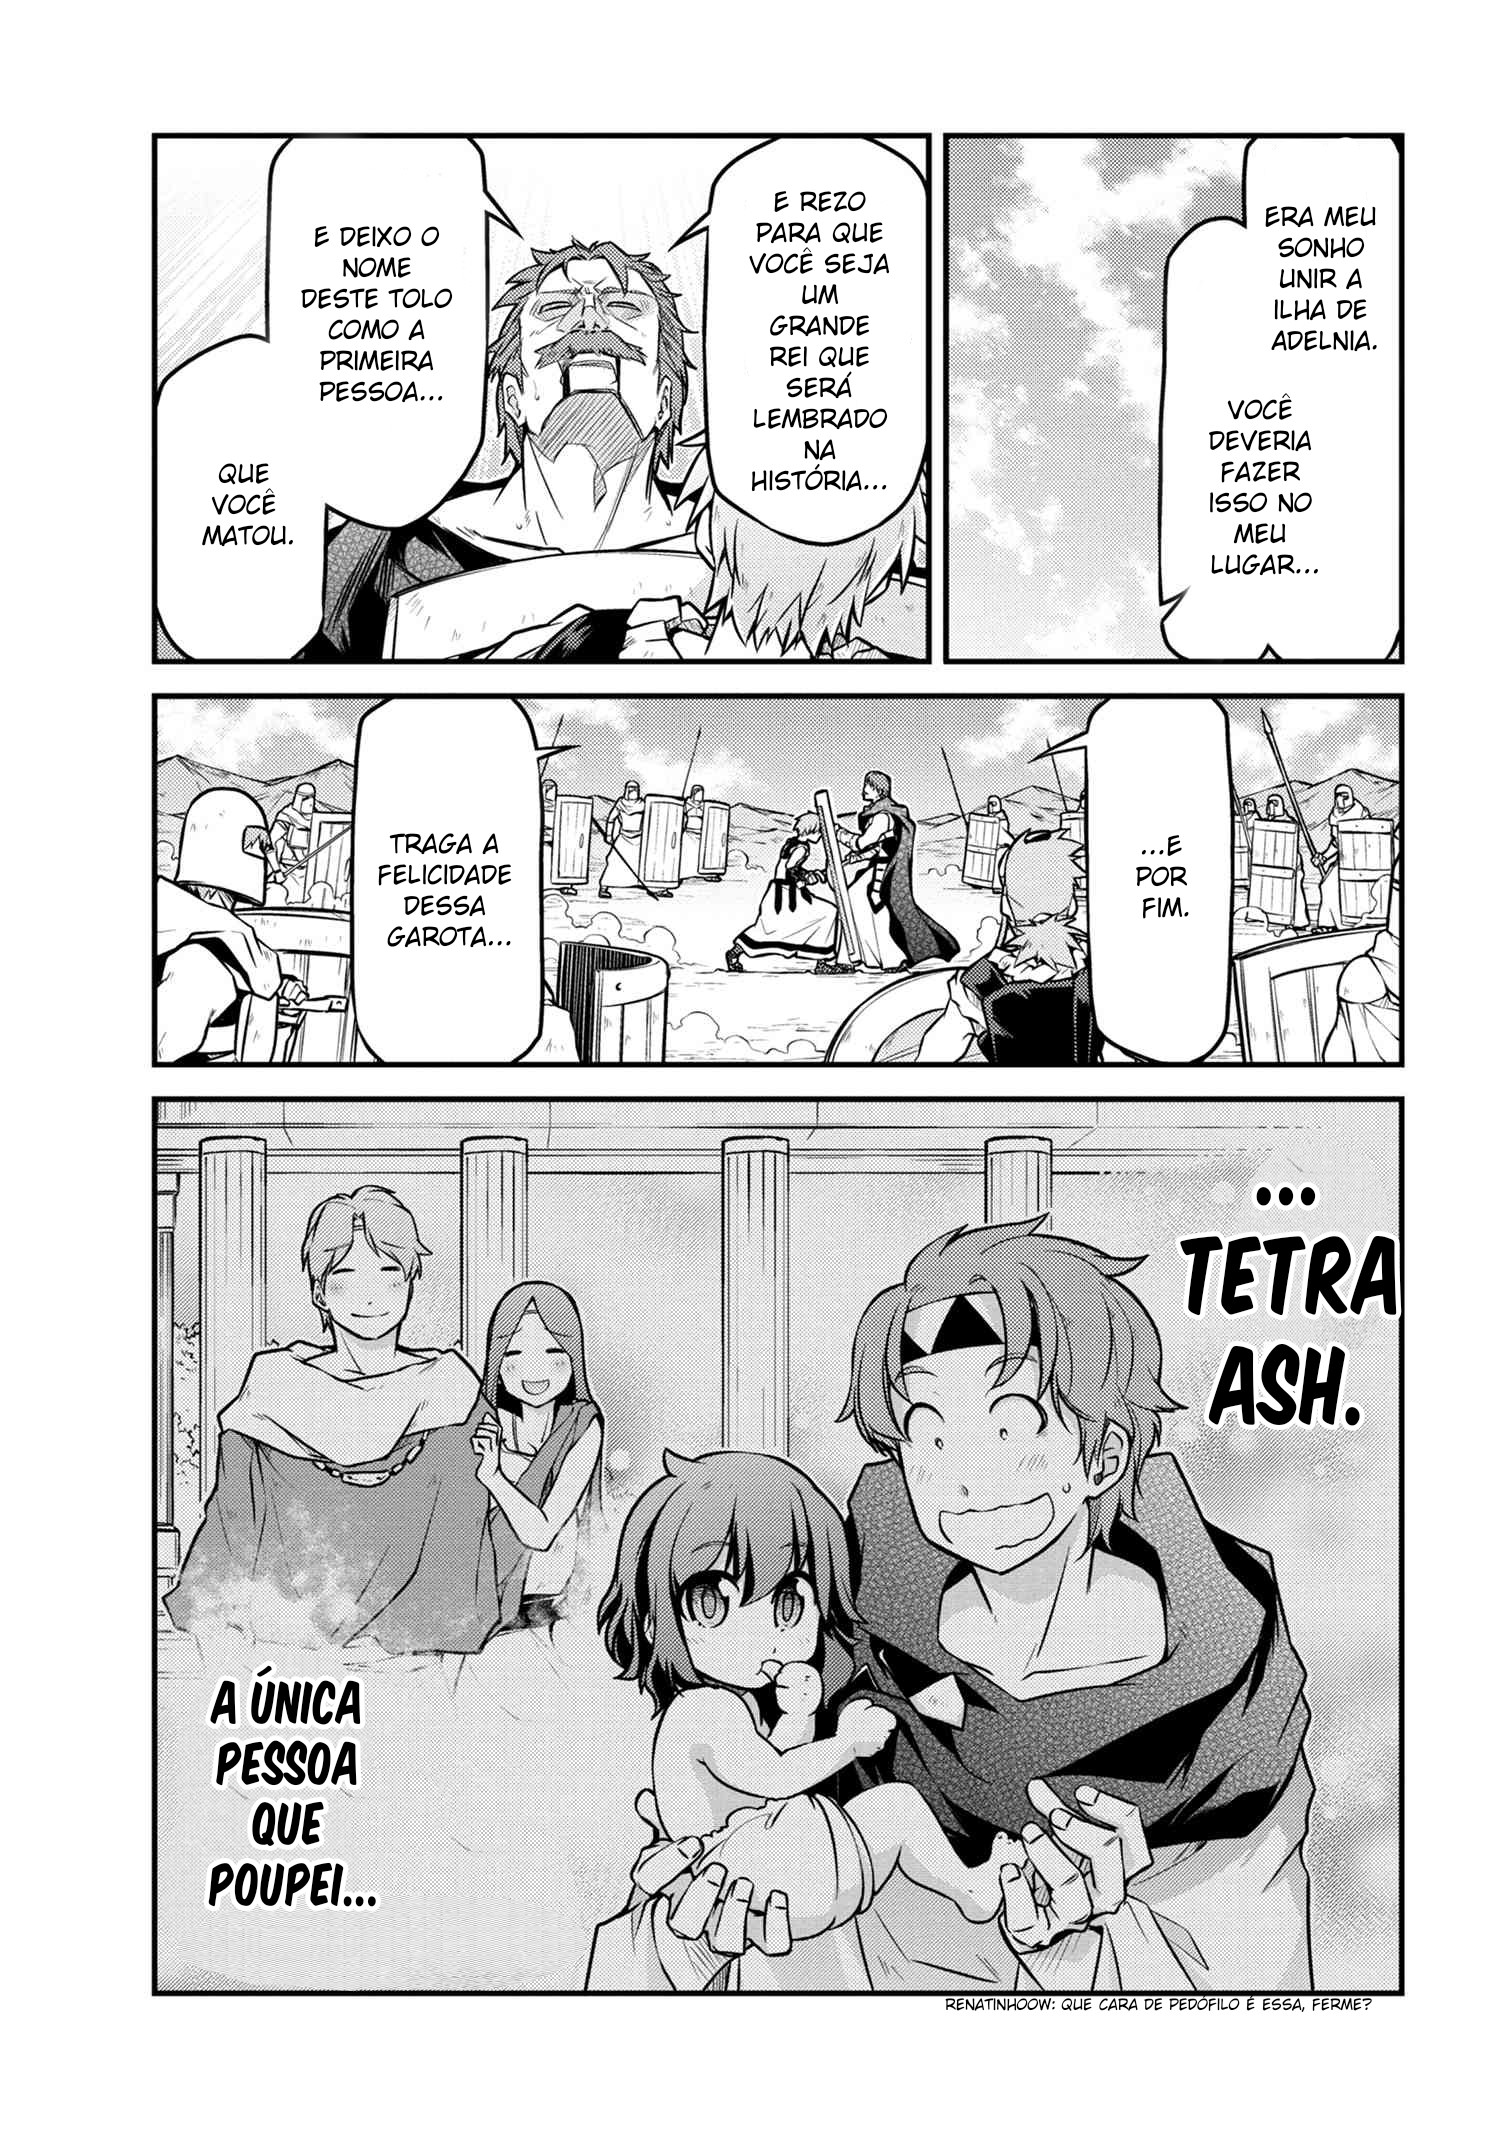 ERA MEU
SONHO
UNIR A
ILHA DE
ADELNIA.
VOCÊ
DEVERIA
FAZER
ISSO NO
MEU
LUGAR...
E REZO
PARA QUE
VOCÊ SEJA
UM
GRANDE
REI QUE
SERÁ
LEMBRADO
NA
HISTÓRIA...
E DEIXO O
NOME
DESTE TOLO
COMO A
PRIMEIRA
PESSOA...
QUE
VOCÊ
MATOU.
...E
POR
FIM.
TRAGA A
FELICIDADE
DESSA
GAROTA...
...
TETRA
ASH.
A ÚNICA
PESSOA
QUE
POUPEI...
RENATINHOOW: QUE CARA DE PEDÓFILO É ESSA, FERME?